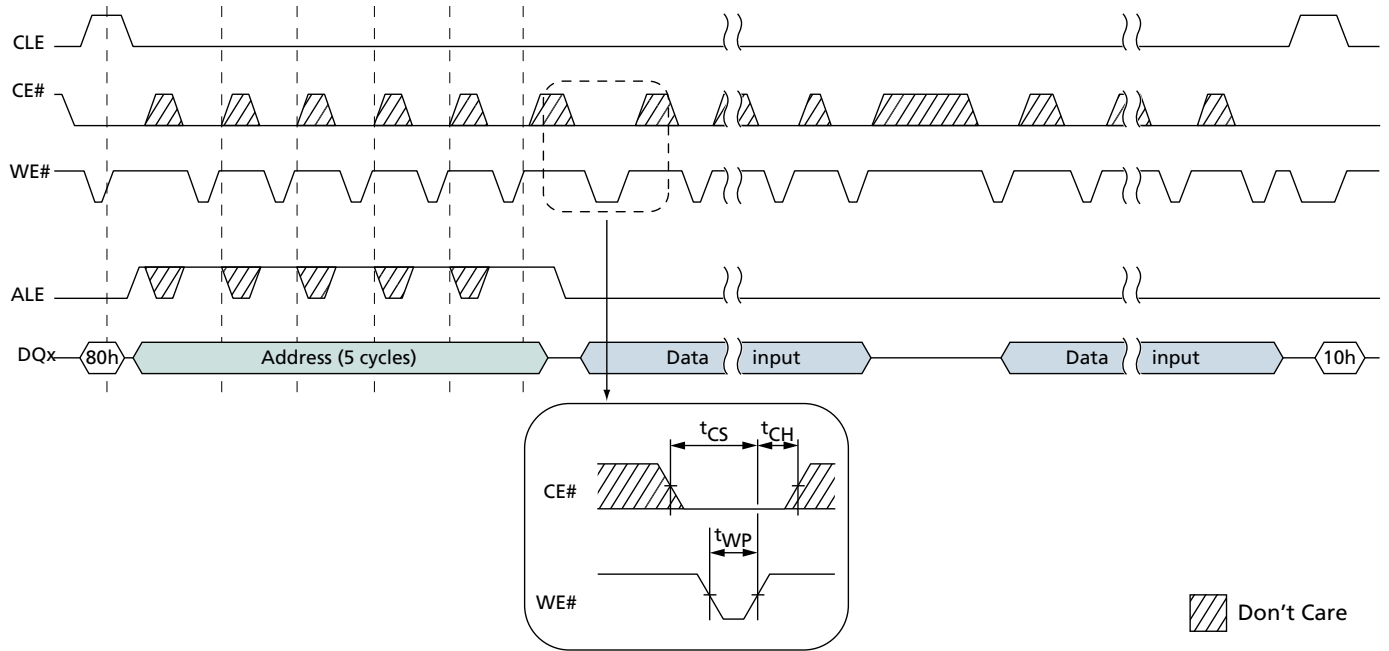 CLE
CE#
WE#
ALE
DQx 80h Address (5 cycles) Data input Data input 10h
tCS tCH
CE#
tWP
WE#
Don't Care